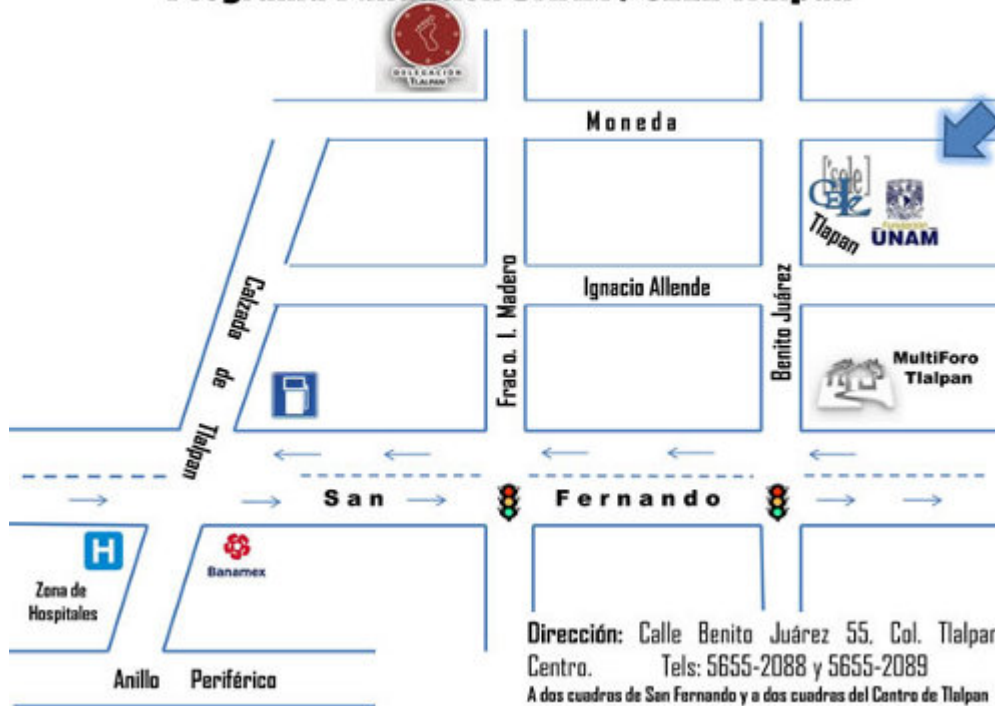 DELEGACIÓN
TLALPAN
Moneda
Tlapan
UNAM
Ignacio Allende
Calzada de Tlalpan
Frac o. I. Madero
Benito Juárez
MultiForo
Tlalpan
San Fernando
H
Zona de
Hospitales
Banamex
Anillo Periférico
Dirección: Calle Benito Juárez 55, Col. Tlalpan
Centro. Tels: 5655-2088 y 5655-2089
A dos cuadras de San Fernando y a dos cuadras del Centro de Tlalpan